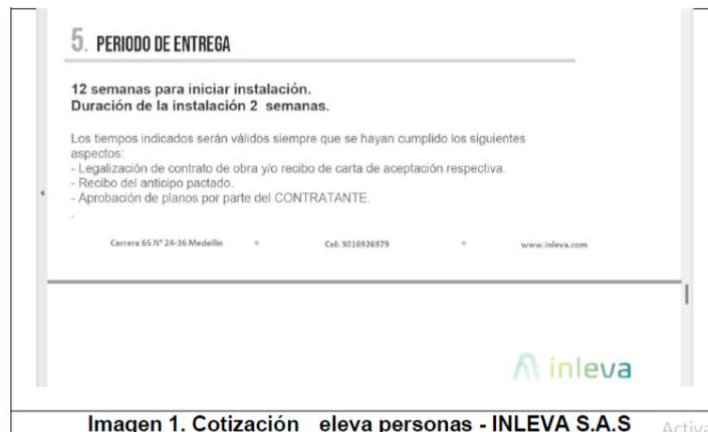 5. PERIODO DE ENTREGA
12 semanas para iniciar instalación.
Duración de la instalación 2 semanas.
Los tiempos indicados serán válidos siempre que se hayan cumplido los siguientes
aspectos:
- Legalización de contrato de obra y/o recibo de carta de aceptación respectiva.
- Recibo del anticipo pactado.
- Aprobación de planos por parte del CONTRATANTE.
.
Carrera 65 N° 24-36 Medellín • Cel: 3016926979 • www.inleva.com
inleva
Imagen 1. Cotización eleva personas - INLEVA S.A.S
Activa